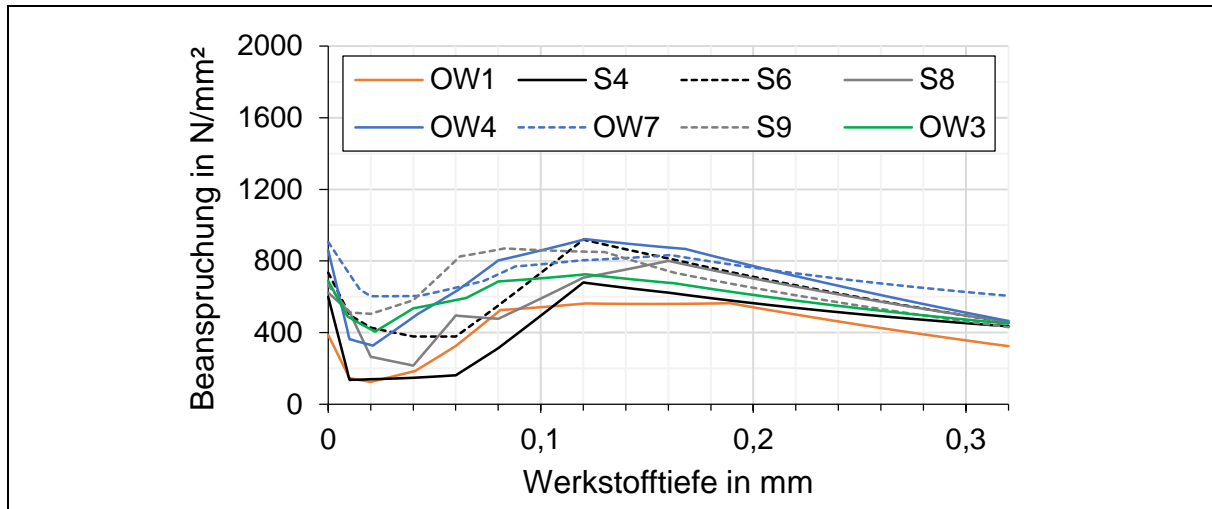 Beanspruchung in N/mm²
2000
1600
1200
800
400
0
OW1 S4 S6 S8
OW4 OW7 S9 OW3
0 0,1 0,2 0,3
Werkstofftiefe in mm